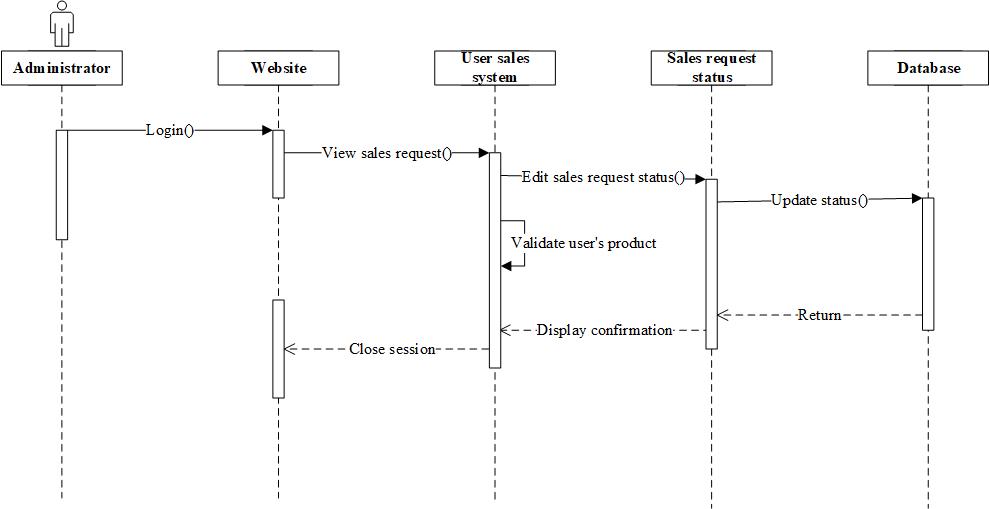 Administrator
Website
User sales
system
Sales request
status
Database
Login()
View sales request()
Edit sales request status()
Update status()
Validate user's product
Return
Display confirmation
Close session